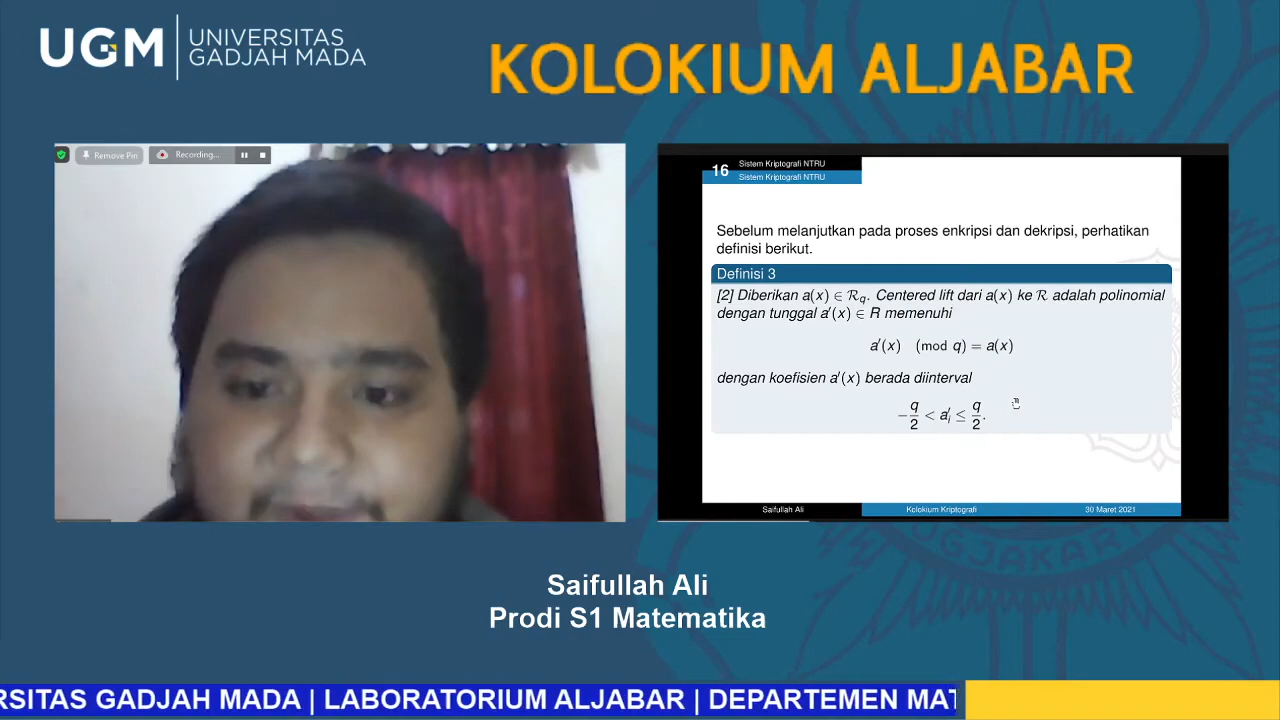 UGM
UNIVERSITAS
GADJAH MADA
KOLOKIUM ALJABAR
Remove Pin
Recording...
16
Sistem Kriptografi NTRU
Sistem Kriptografi NTRU
Sebelum melanjutkan pada proses enkripsi dan dekripsi, perhatikan
definisi berikut.
Definisi 3
[2] Diberikan a(x) ∈ ℛq. Centered lift dari a(x) ke ℛ adalah polinomial
dengan tunggal a′(x) ∈ R memenuhi
a′(x) (mod q) = a(x)
dengan koefisien a′(x) berada diinterval
−q/2 < a′i ≤ q/2.
Saifullah Ali
Kolokium Kriptografi
30 Maret 2021
Saifullah Ali
Prodi S1 Matematika
RSITAS GADJAH MADA | LABORATORIUM ALJABAR | DEPARTEMEN MAT